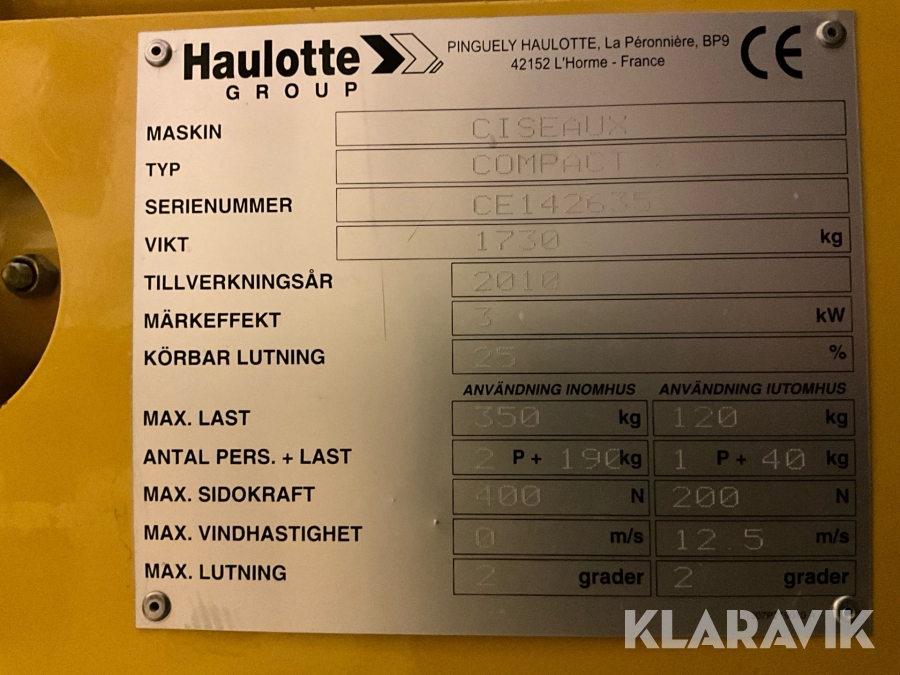 Haulotte
GROUP
PINGUELY HAULOTTE, La Péronnière, BP9
42152 L'Horme - France
CE
MASKIN CISEAUX
TYP COMPACT
SERIENUMMER CE142635
VIKT 1730 kg
TILLVERKNINGSÅR 2010
MÄRKEFFEKT 3 kW
KÖRBAR LUTNING 25 %
ANVÄNDNING INOMHUS ANVÄNDNING IUTOMHUS
MAX. LAST 350 kg 120 kg
ANTAL PERS. + LAST 2 P + 190 kg 1 P + 40 kg
MAX. SIDOKRAFT 400 N 200 N
MAX. VINDHASTIGHET 0 m/s 12.5 m/s
MAX. LUTNING 2 grader 2 grader
KLARAVIK